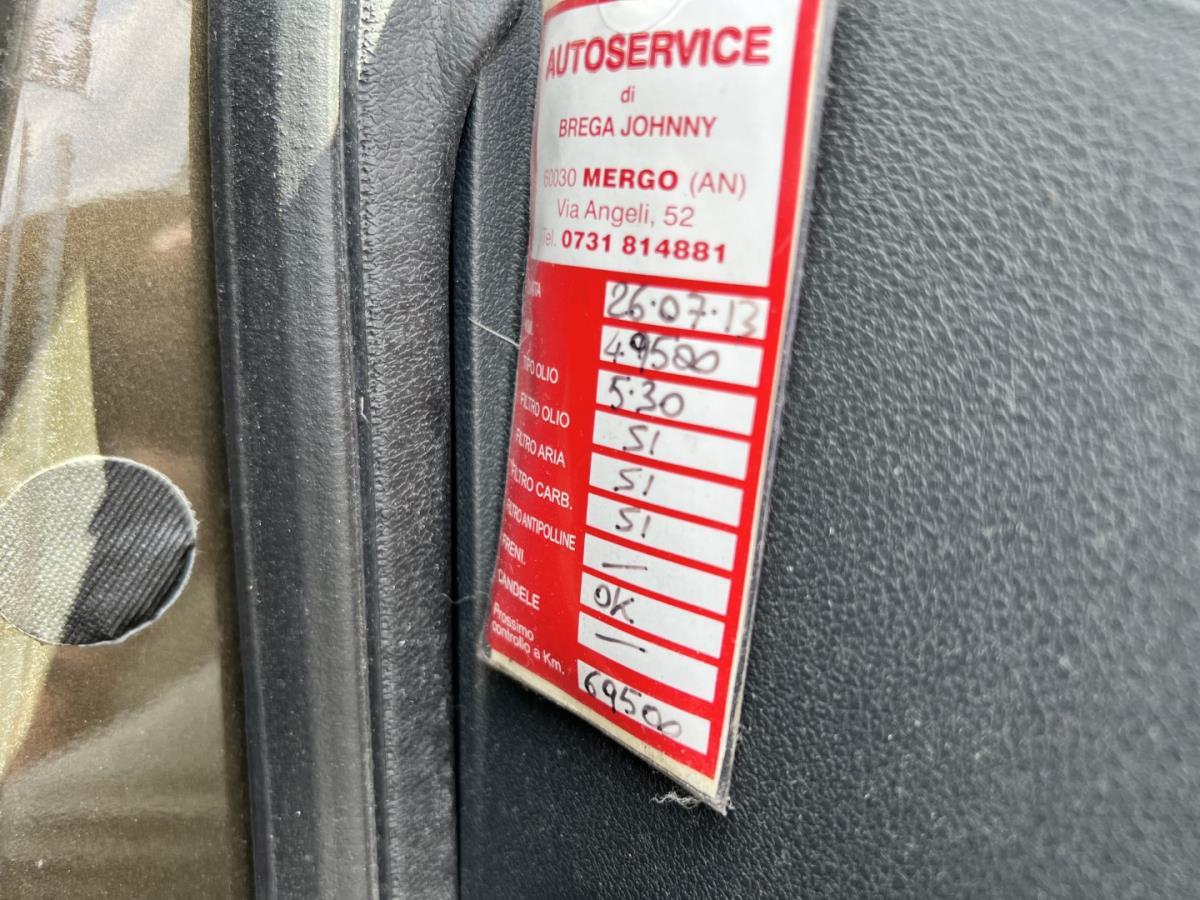 AUTOSERVICE
di
BREGA JOHNNY
60030 MERGO (AN)
Via Angeli, 52
Tel. 0731 814881
26.07.13
49500
TIPO OLIO 5.30
FILTRO OLIO SI
FILTRO ARIA SI
FILTRO CARB. SI
FILTRO ANTIPOLLINE —
FRENI. OK
CANDELE —
Prossimo
controllo a Km. 69500